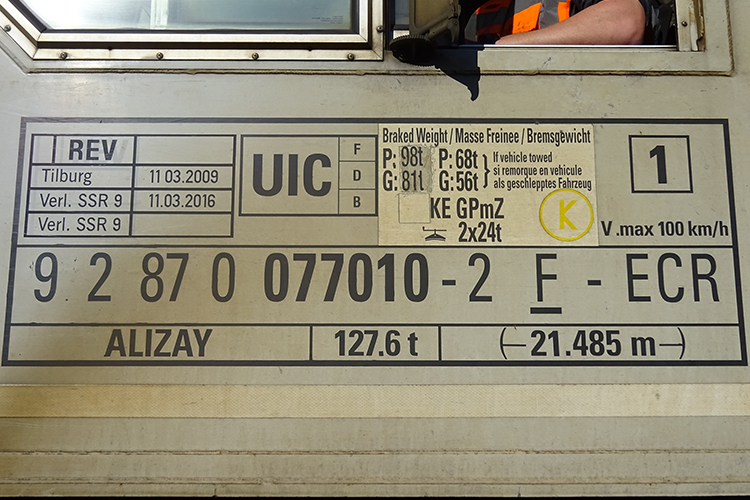 REV
Tilburg 11 03.2009
Verl. SSR 9 11.03.2016
Verl. SSR 9
UIC
F
D
B
Braked Weight / Masse Freinee / Bremsgewicht
P: 98t P: 68t If vehicle towed
G: 81t G: 56t si remorque en vehicule
als geschlepptes Fahrzeug
KE GPmZ
2x24t
K
1
V.max 100 km/h
9 2 87 0 077010 - 2 F - ECR
ALIZAY 127.6 t 21.485 m